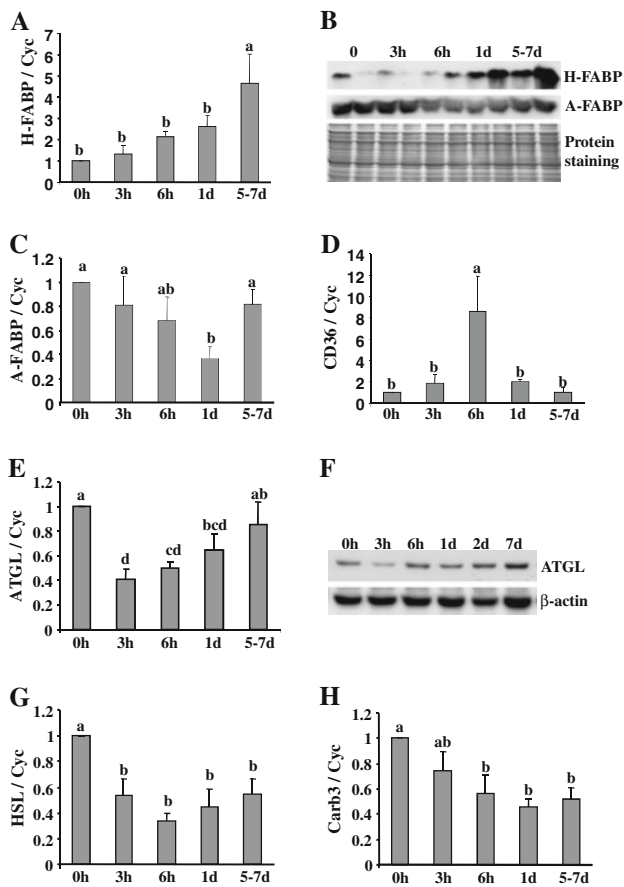 A
H-FABP / Cyc
7
6
5
4
3
2
1
0
b
b
b
b
a
0h 3h 6h 1d 5-7d
B
0 3h 6h 1d 5-7d
H-FABP
A-FABP
Protein
staining
C
A-FABP / Cyc
1.2
1
0.8
0.6
0.4
0.2
0
a
a
ab
b
a
0h 3h 6h 1d 5-7d
D
CD36 / Cyc
14
12
10
8
6
4
2
0
b
b
a
b
b
0h 3h 6h 1d 5-7d
E
ATGL / Cyc
1.2
1
0.8
0.6
0.4
0.2
0
a
d
cd
bcd
ab
0h 3h 6h 1d 5-7d
F
0h 3h 6h 1d 2d 7d
ATGL
β-actin
G
HSL / Cyc
1.2
1
0.8
0.6
0.4
0.2
0
a
b
b
b
b
0h 3h 6h 1d 5-7d
H
Carb3 / Cyc
1.2
1
0.8
0.6
0.4
0.2
0
a
ab
b
b
b
0h 3h 6h 1d 5-7d